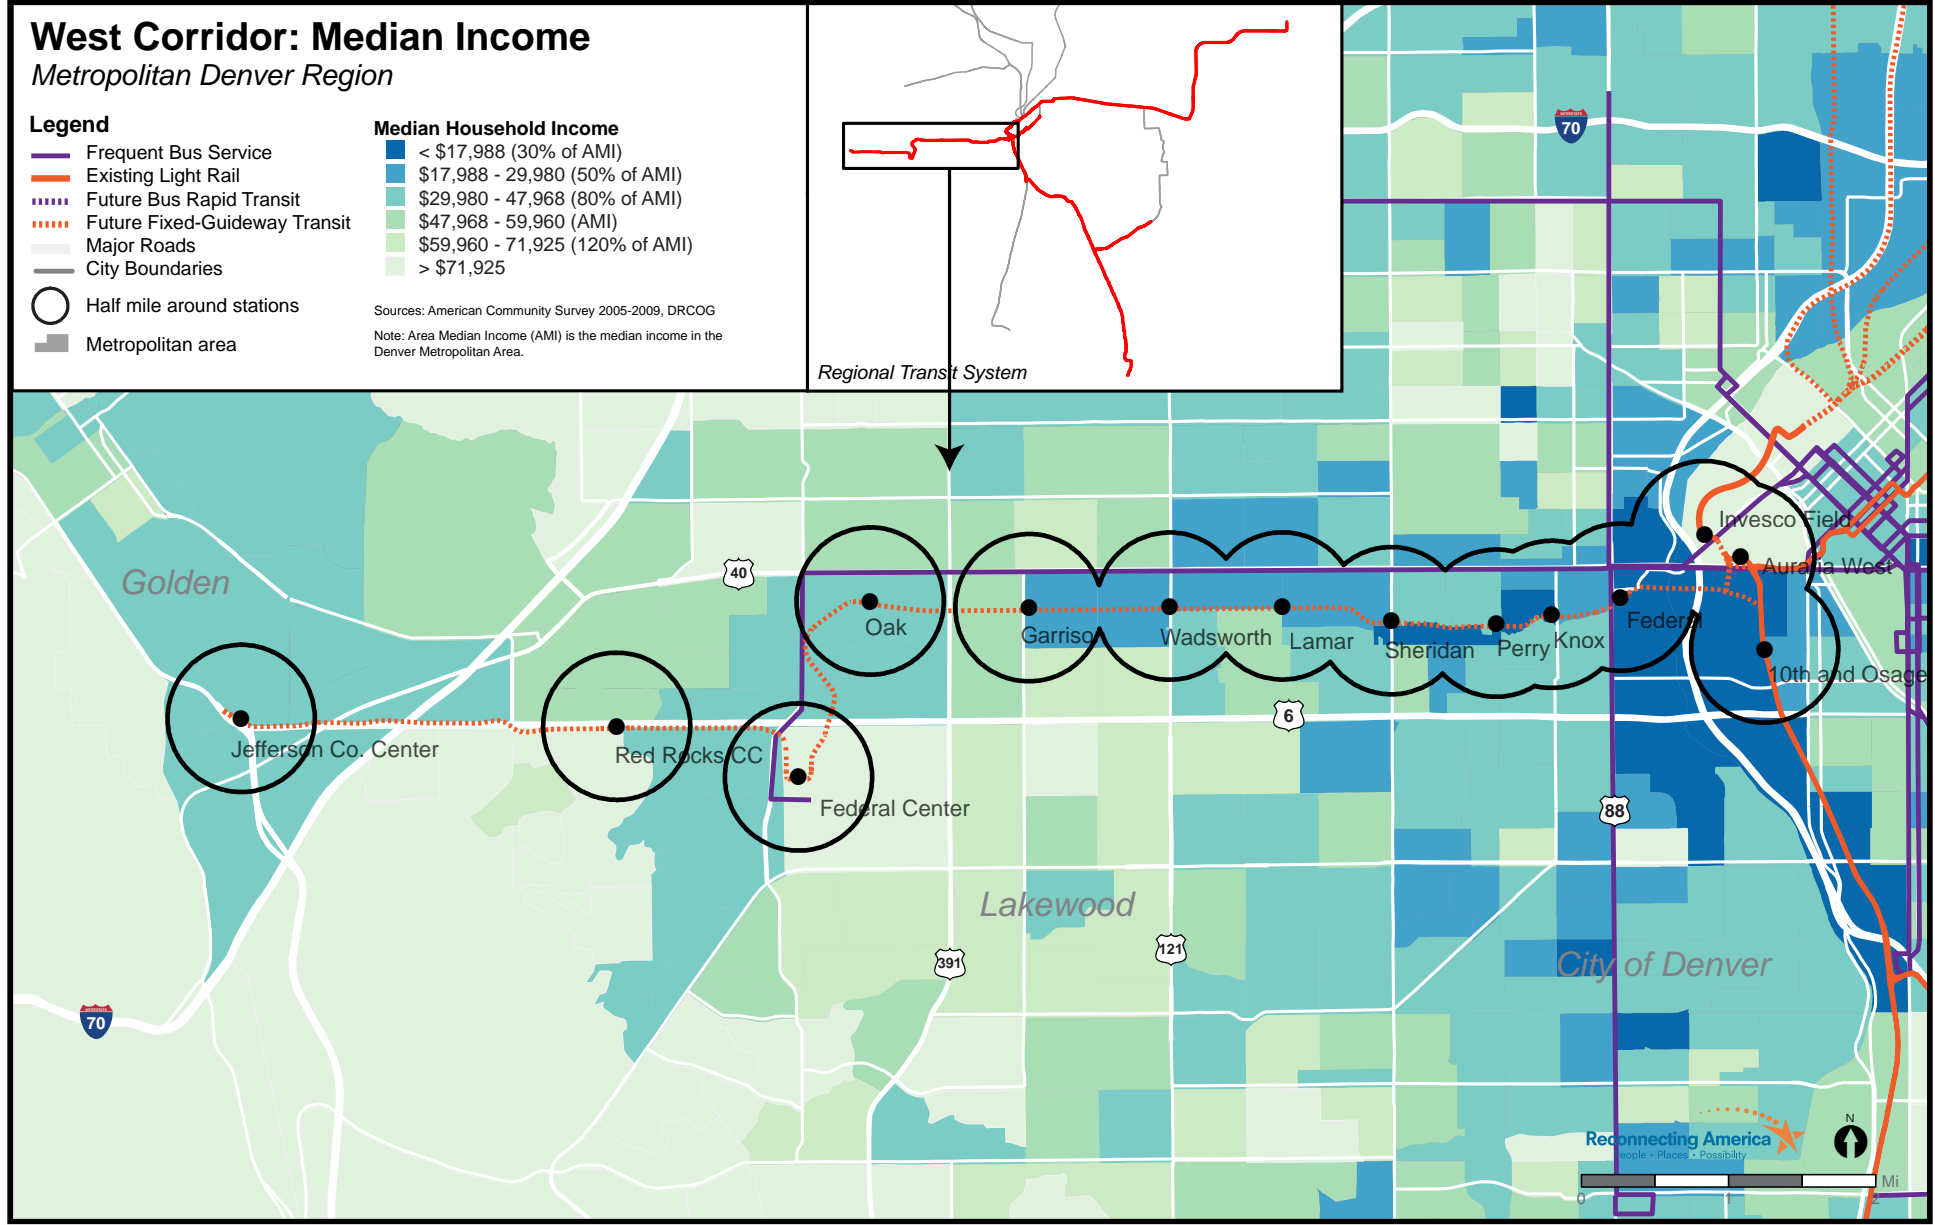 West Corridor: Median Income
Metropolitan Denver Region
Legend
Frequent Bus Service
Existing Light Rail
Future Bus Rapid Transit
Future Fixed-Guideway Transit
Major Roads
City Boundaries
Half mile around stations
Metropolitan area
Median Household Income
< $17,988 (30% of AMI)
$17,988 - 29,980 (50% of AMI)
$29,980 - 47,968 (80% of AMI)
$47,968 - 59,960 (AMI)
$59,960 - 71,925 (120% of AMI)
> $71,925
Sources: American Community Survey 2005-2009, DRCOG
Note: Area Median Income (AMI) is the median income in the
Denver Metropolitan Area.
Regional Transit System
70
Invesco Field
Auraria West
40
Golden
Oak
Garrison
Wadsworth
Lamar
Sheridan
Perry
Knox
Federal
10th and Osage
6
Jefferson Co. Center
Red Rocks CC
Federal Center
88
Lakewood
391
121
City of Denver
70
N
Reconnecting America
People • Places • Possibility
0
1
2
Mi